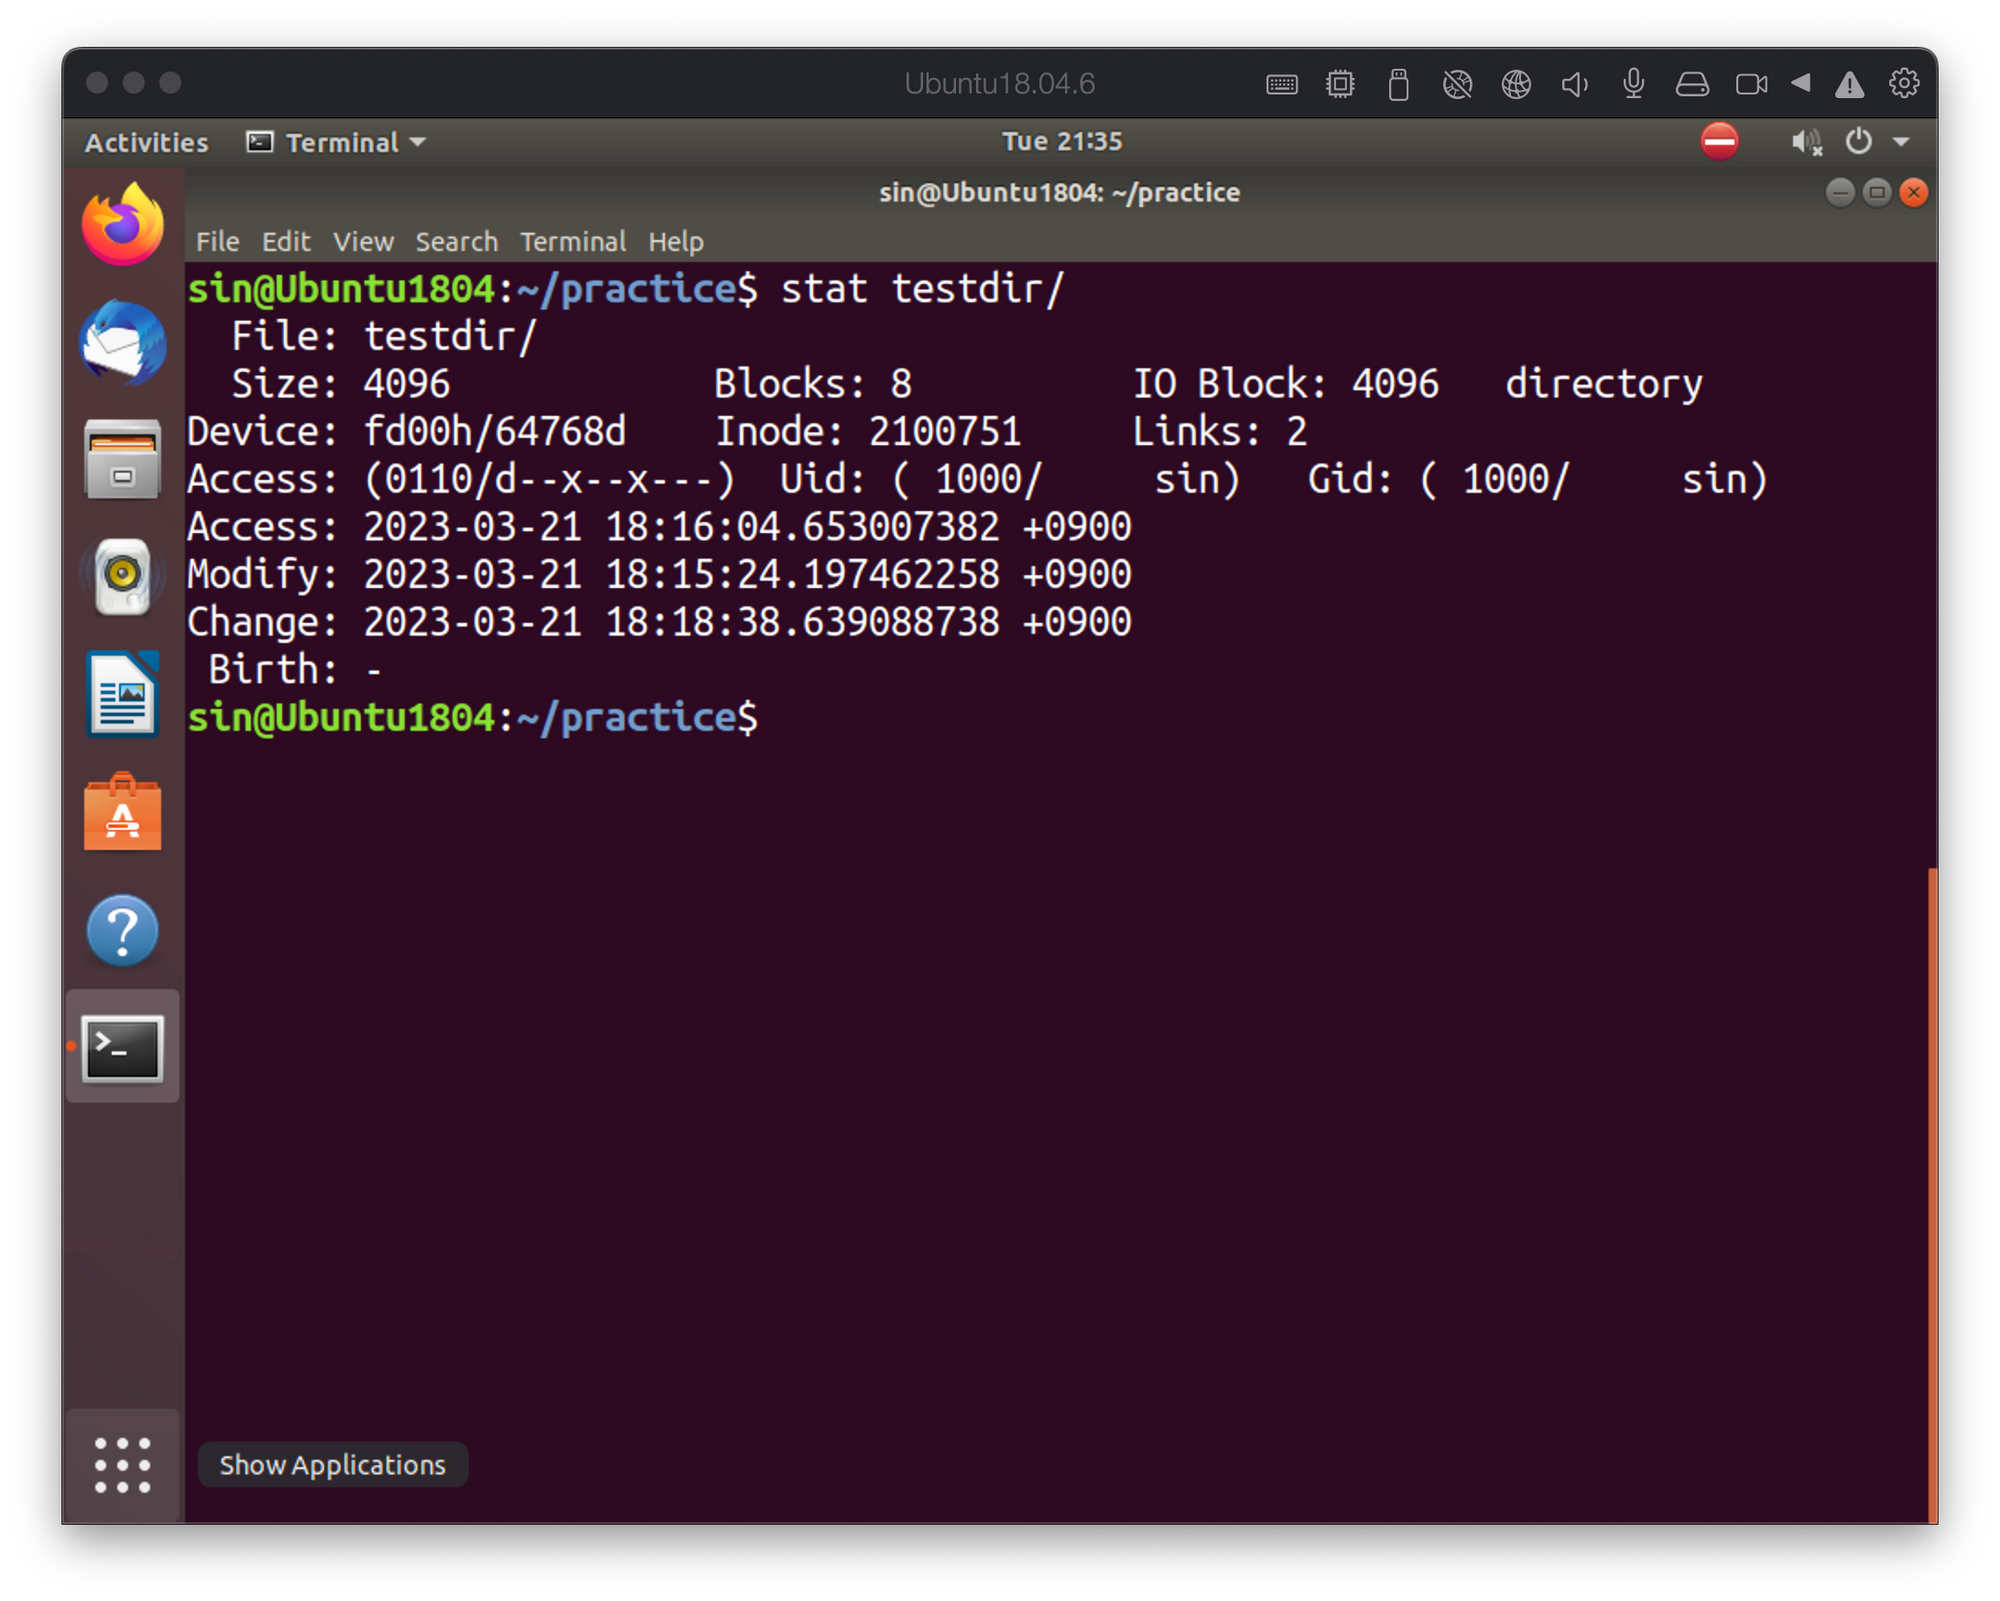 Ubuntu18.04.6
Activities Terminal Tue 21:35
sin@Ubuntu1804: ~/practice
File Edit View Search Terminal Help
sin@Ubuntu1804:~/practice$ stat testdir/
  File: testdir/
  Size: 4096            Blocks: 8          IO Block: 4096   directory
Device: fd00h/64768d    Inode: 2100751     Links: 2
Access: (0110/d--x--x---)  Uid: ( 1000/     sin)   Gid: ( 1000/     sin)
Access: 2023-03-21 18:16:04.653007382 +0900
Modify: 2023-03-21 18:15:24.197462258 +0900
Change: 2023-03-21 18:18:38.639088738 +0900
 Birth: -
sin@Ubuntu1804:~/practice$
Show Applications